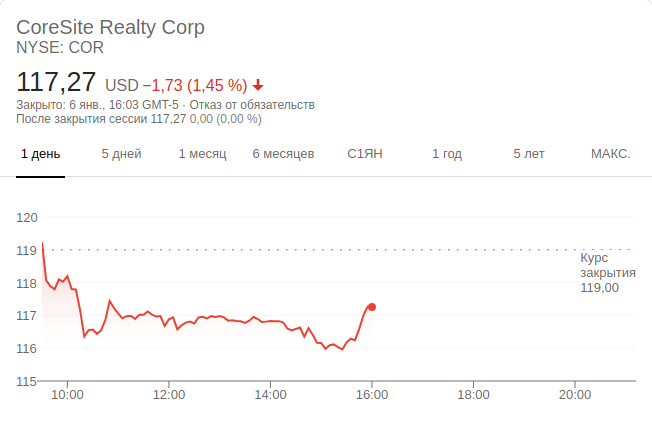 CoreSite Realty Corp
NYSE: COR
117,27 USD −1,73 (1,45 %)
Закрыто: 6 янв., 16:03 GMT-5 · Отказ от обязательств
После закрытия сессии 117,27 0,00 (0,00 %)
1 день 5 дней 1 месяц 6 месяцев С1ЯН 1 год 5 лет МАКС.
120
119
118
117
116
115
Курс
закрытия
119,00
10:00 12:00 14:00 16:00 18:00 20:00